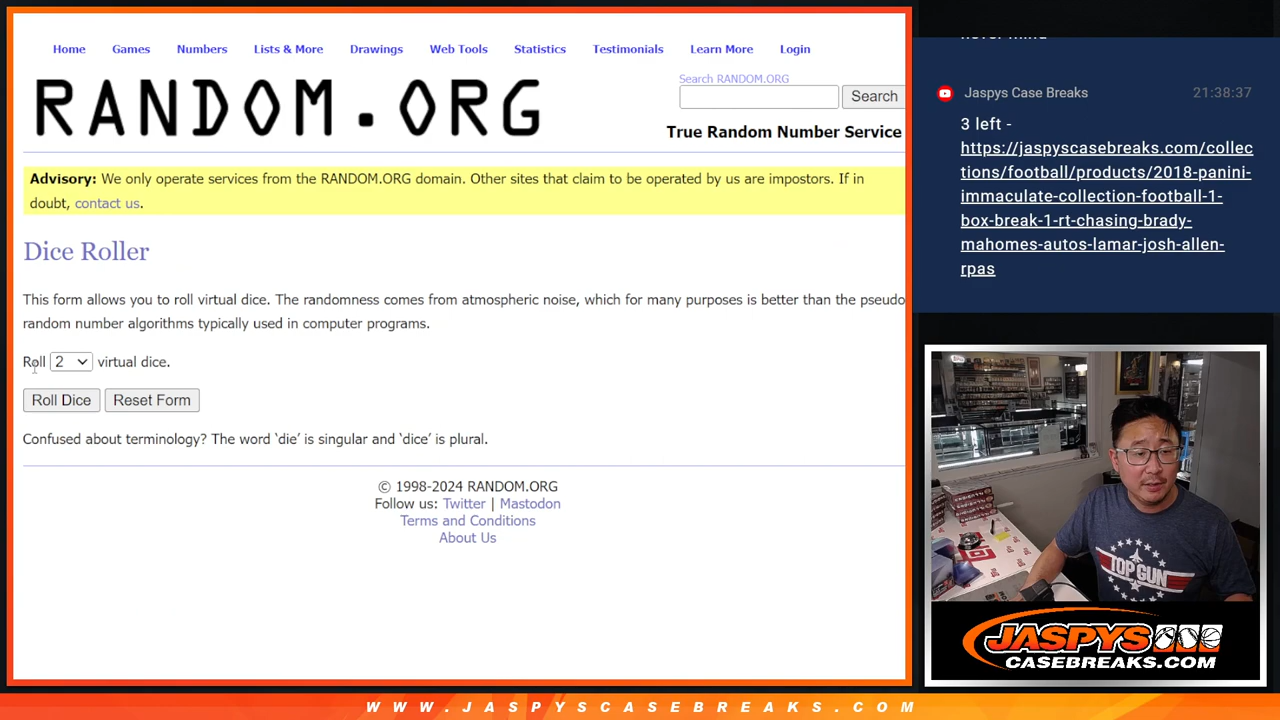 Home Games Numbers Lists & More Drawings Web Tools Statistics Testimonials Learn More Login
RANDOM.ORG
Search RANDOM.ORG
Search
True Random Number Service
Advisory: We only operate services from the RANDOM.ORG domain. Other sites that claim to be operated by us are impostors. If in
doubt, contact us.
Dice Roller
This form allows you to roll virtual dice. The randomness comes from atmospheric noise, which for many purposes is better than the pseudo
random number algorithms typically used in computer programs.
Roll 2 virtual dice.
Roll Dice Reset Form
Confused about terminology? The word ‘die’ is singular and ‘dice’ is plural.
© 1998-2024 RANDOM.ORG
Follow us: Twitter | Mastodon
Terms and Conditions
About Us
Jaspys Case Breaks 21:38:37
3 left -
https://jaspyscasebreaks.com/collec
tions/football/products/2018-panini-
immaculate-collection-football-1-
box-break-1-rt-chasing-brady-
mahomes-autos-lamar-josh-allen-
rpas
TOP GUN
JASPYS
CASEBREAKS.COM
WWW.JASPYSCASEBREAKS.COM